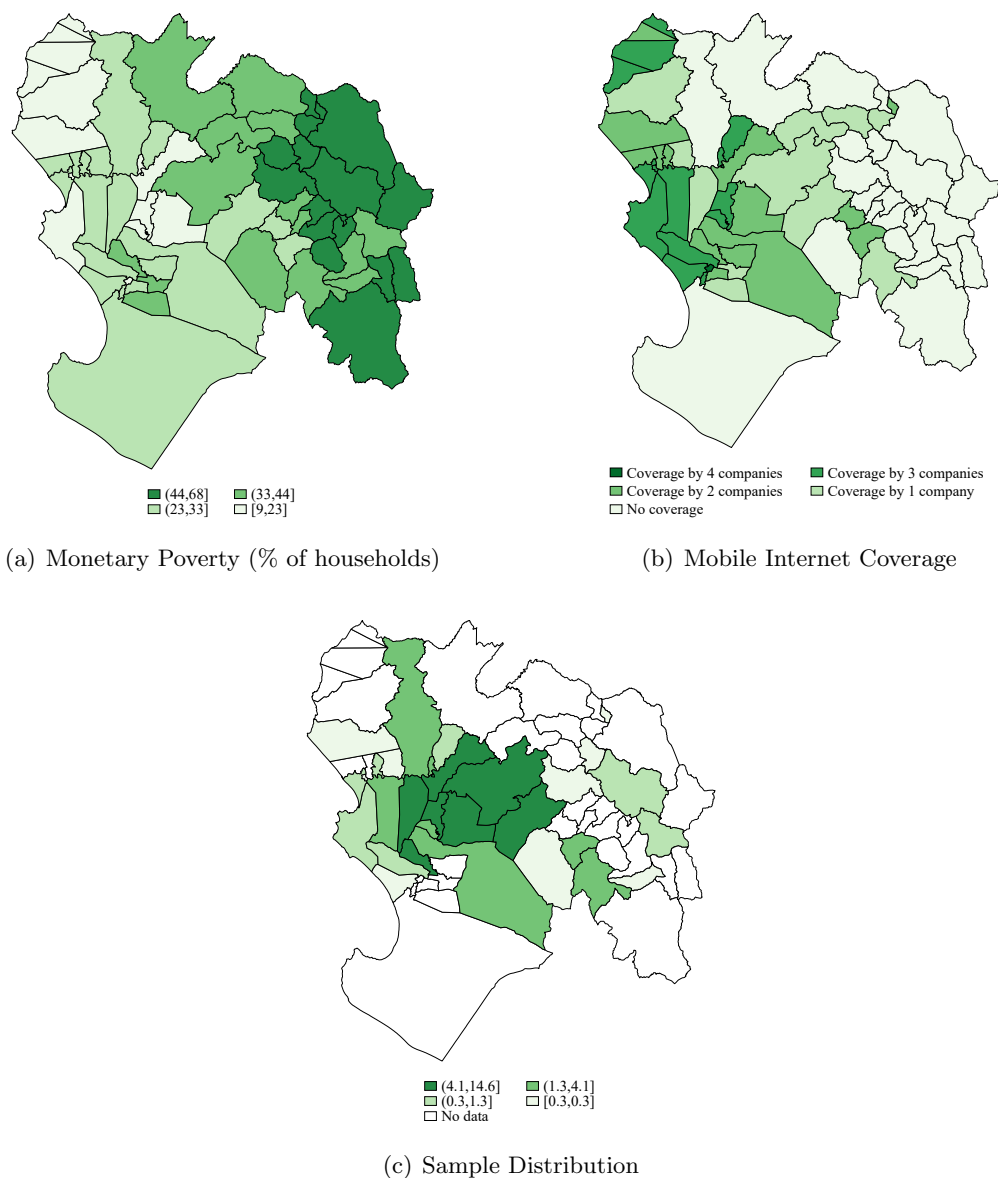 (44,68] (33,44]
(23,33] [9,23]
Coverage by 4 companies Coverage by 3 companies
Coverage by 2 companies Coverage by 1 company
No coverage
(a) Monetary Poverty (% of households)
(b) Mobile Internet Coverage
(4.1,14.6] (1.3,4.1]
(0.3,1.3] [0.3,0.3]
No data
(c) Sample Distribution